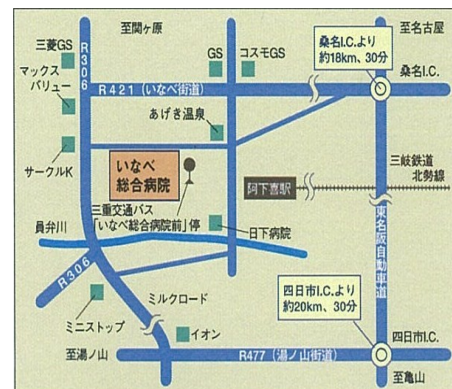 至関ヶ原
至名古屋
三菱GS
R306
GS
コスモGS
桑名I.C.より
約18km、30分
マックス
バリュー
R421（いなべ街道）
桑名I.C.
あげき温泉
サークルK
いなべ
総合病院
三岐鉄道
北勢線
阿下喜駅
三重交通バス
「いなべ総合病院前」停
員弁川
日下病院
東名阪自動車道
R306
四日市I.C.より
約20km、30分
ミルクロード
ミニストップ
イオン
四日市I.C.
至湯ノ山
R477（湯ノ山街道）
至亀山